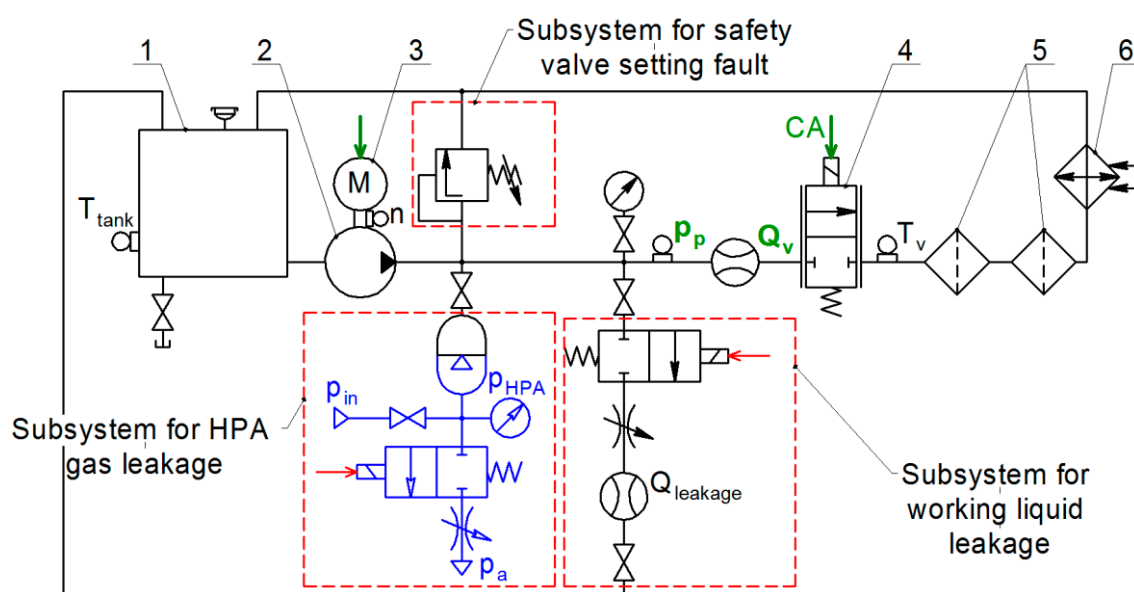 Subsystem for safety
valve setting fault
1
2
3
4
5
6
CA
M
n
T tank
p p
Q v
T v
p HPA
p in
Subsystem for HPA
gas leakage
Q leakage
Subsystem for
working liquid
leakage
p a